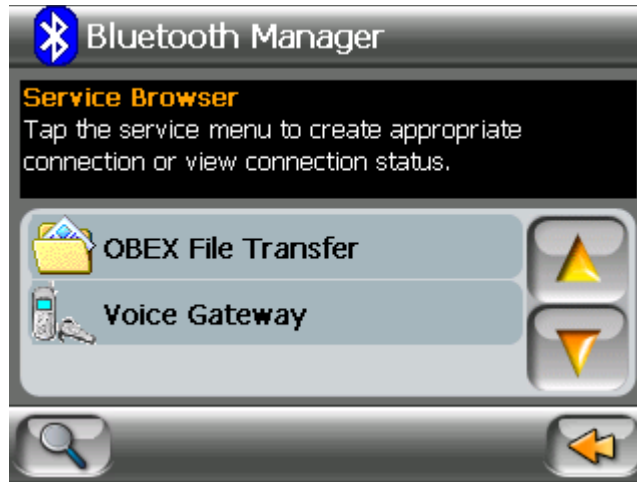 Bluetooth Manager
Service Browser
Tap the service menu to create appropriate
connection or view connection status.
OBEX File Transfer
Voice Gateway